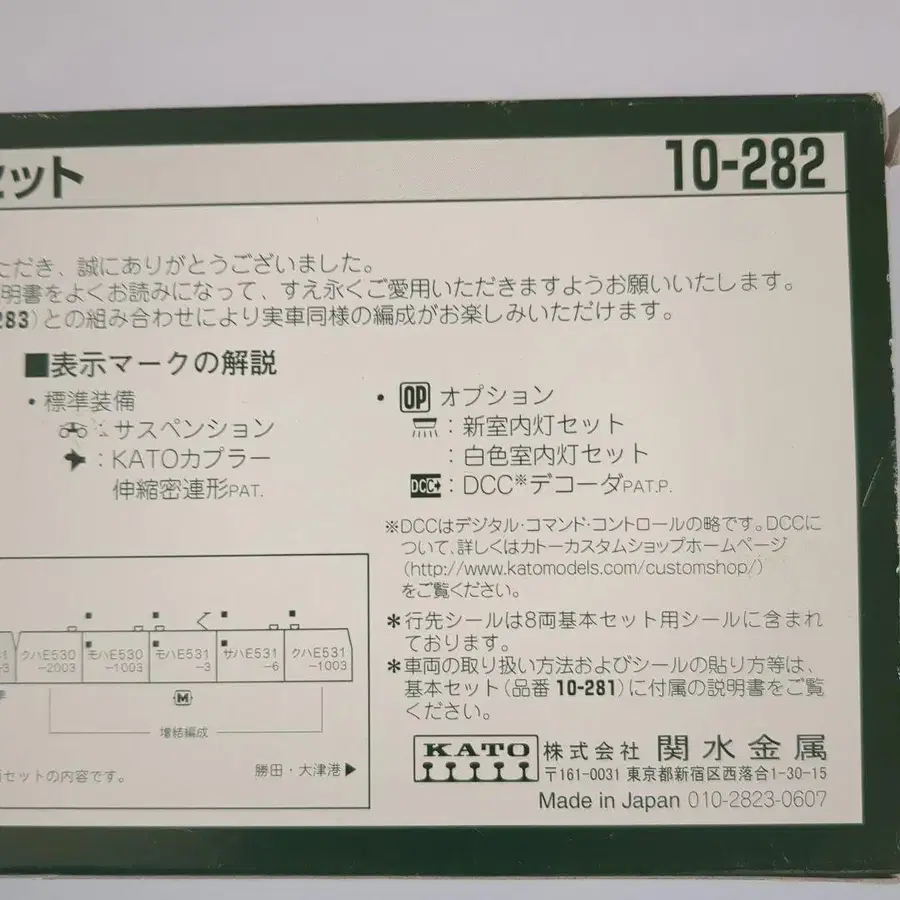 セット
10-282
ただき、誠にありがとうございました。
明書をよくお読みになって、すえ永くご愛用いただきますようお願いいたします。
283)との組み合わせにより実車同様の編成がお楽しみいただけます。
■表示マークの解説
・標準装備
：サスペンション
：KATOカプラー
伸縮密連形PAT.
・OP オプション
：新室内灯セット
：白色室内灯セット
DCC：DCC※デコーダPAT.P.
※DCCはデジタル・コマンド・コントロールの略です。DCCに
ついて、詳しくはカトーカスタムショップホームページ
(http://www.katomodels.com/customshop/)
をご覧ください。
＊行先シールは8両基本セット用シールに含まれ
ております。
＊車両の取り扱い方法およびシールの貼り方等は、
基本セット(品番 10-281)に付属の説明書をご覧
ください。
31 クハE530 モハE530 モハE531 サハE531 クハE531
-3 -2003 -1003 -3 -6 -1003
M
増結編成
セットの内容です。
勝田・大津港▶
KATO 株式会社 関水金属
〒161-0031 東京都新宿区西落合1-30-15
Made in Japan 010-2823-0607